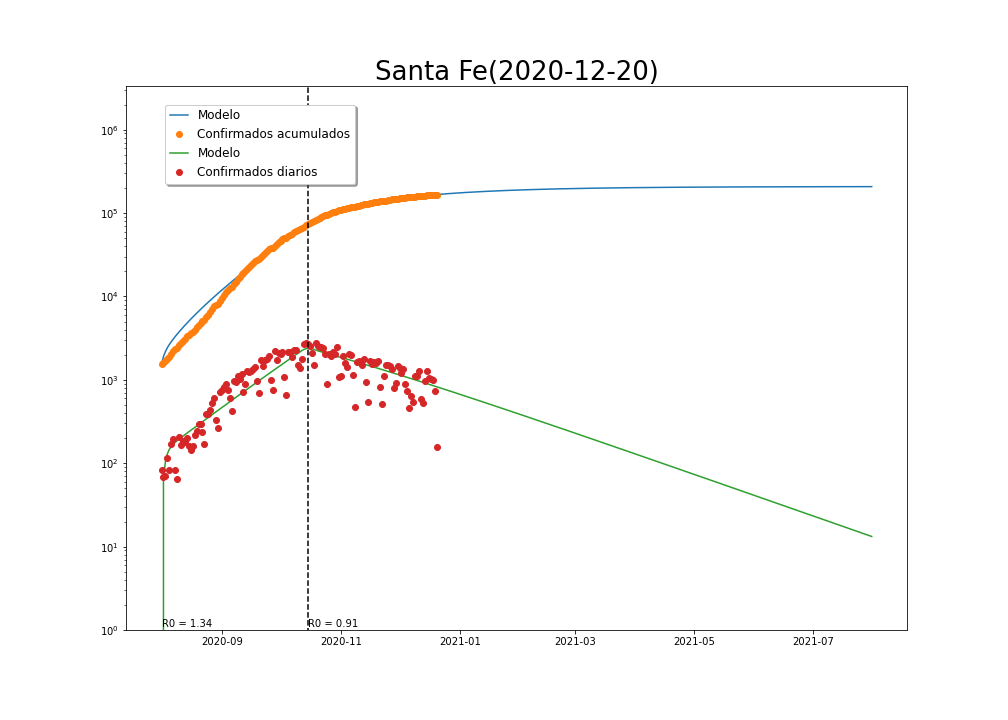 Santa Fe(2020-12-20)
Modelo
Confirmados acumulados
Modelo
Confirmados diarios
10^6
10^5
10^4
10^3
10^2
10^1
10^0
R0 = 1.34
R0 = 0.91
2020-09
2020-11
2021-01
2021-03
2021-05
2021-07